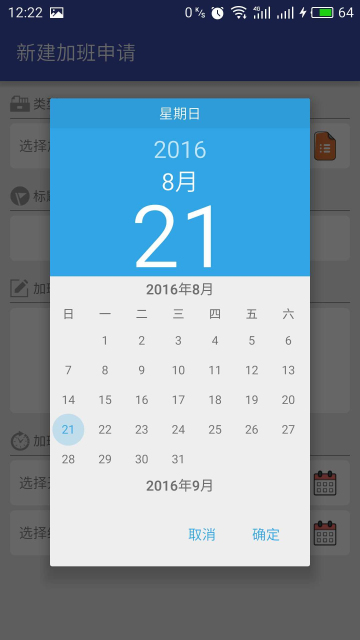 12:22 0 K/s 4G 64
新建加班申请
类
选择
标
加
加
选择
选择
星期日
2016
8月
21
2016年8月
日 一 二 三 四 五 六
1 2 3 4 5 6
7 8 9 10 11 12 13
14 15 16 17 18 19 20
21 22 23 24 25 26 27
28 29 30 31
2016年9月
取消 确定